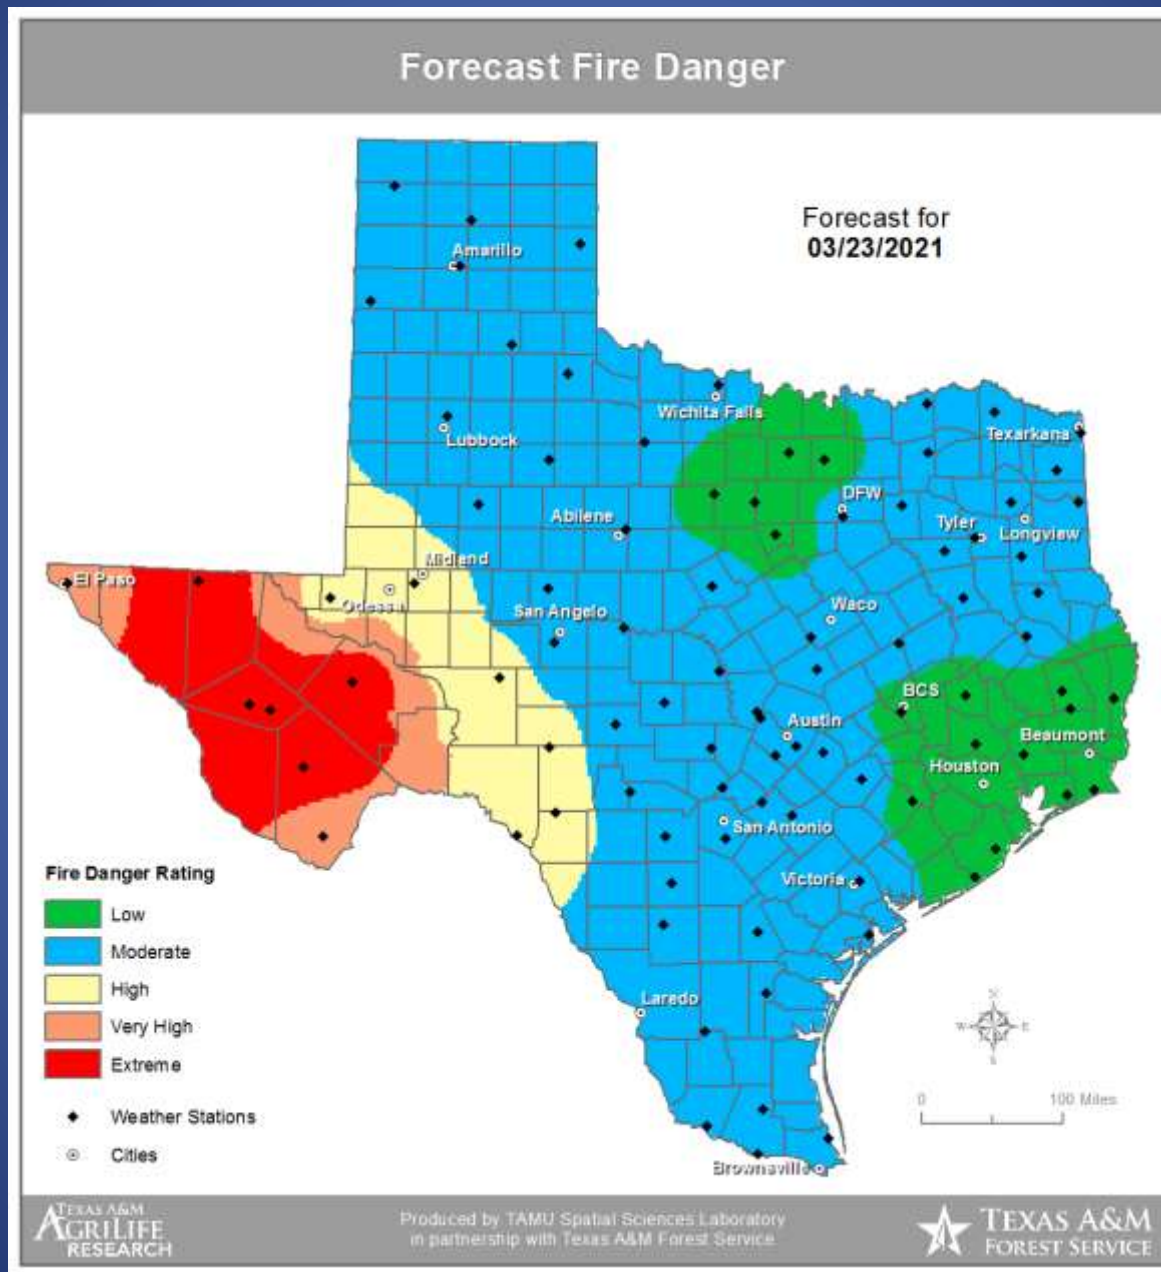 Forecast Fire Danger
Forecast for
03/23/2021
Amarillo
Wichita Falls
Lubbock
Texarkana
DFW
Abilene
Tyler
Longview
Midland
El Paso
Odessa
San Angelo
Waco
BCS
Austin
Beaumont
Houston
San Antonio
Victoria
Laredo
Brownsville
Fire Danger Rating
Low
Moderate
High
Very High
Extreme
Weather Stations
Cities
N
W
E
S
0
100 Miles
TEXAS A&M
AGRILIFE
RESEARCH
Produced by TAMU Spatial Sciences Laboratory
in partnership with Texas A&M Forest Service
TEXAS A&M
FOREST SERVICE